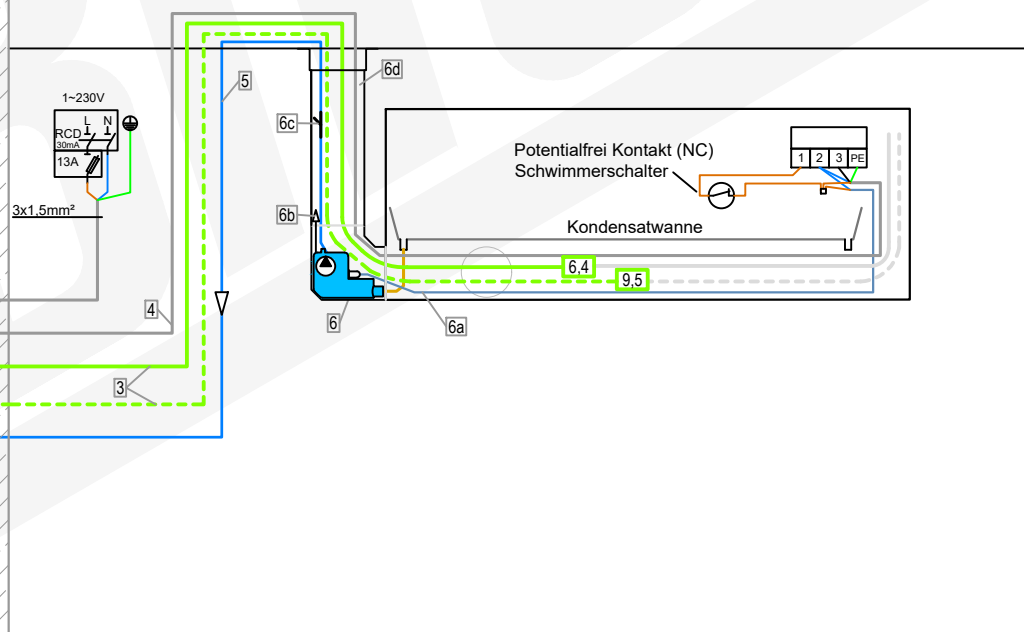 1~230V
L N
RCD
30mA
13A
3x1,5mm²
5
6d
6c
6b
Potentialfrei Kontakt (NC)
Schwimmerschalter
1 2 3 PE
Kondensatwanne
6,4
9,5
4
6
6a
3